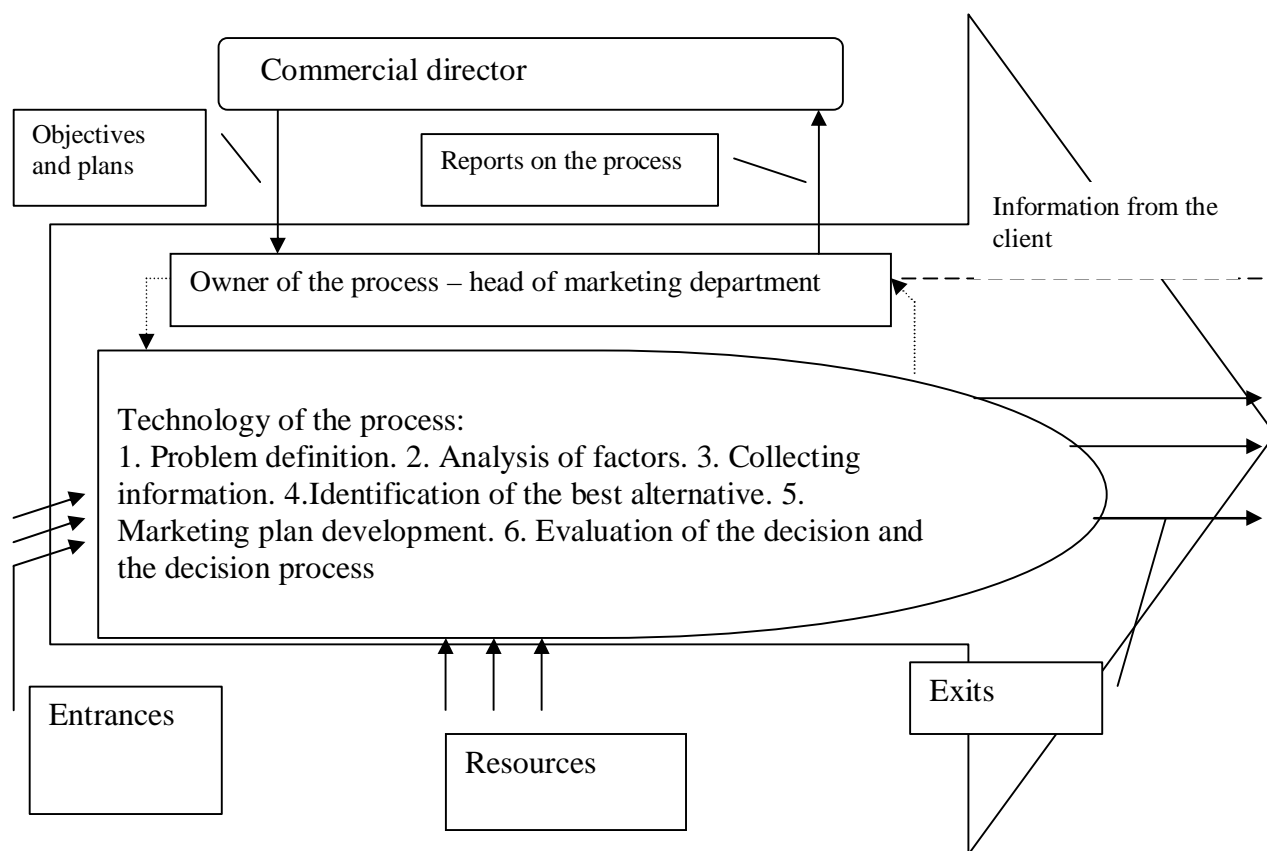 Commercial director
Objectives
and plans
Reports on the process
Information from the
client
Owner of the process – head of marketing department
Technology of the process:
1. Problem definition. 2. Analysis of factors. 3. Collecting
information. 4.Identification of the best alternative. 5.
Marketing plan development. 6. Evaluation of the decision and
the decision process
Entrances
Resources
Exits